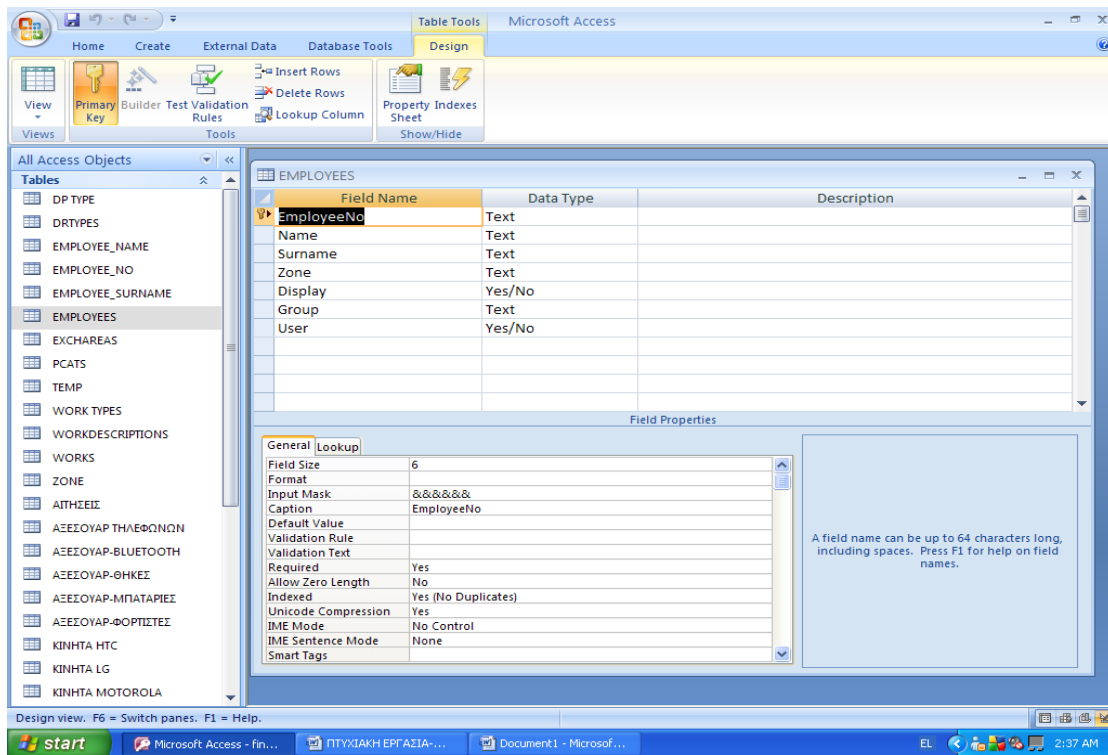 Table Tools Microsoft Access
Home Create External Data Database Tools Design
View Primary Key Builder Test Validation Rules Insert Rows Delete Rows Lookup Column Property Sheet Indexes
Views Tools Show/Hide
All Access Objects
Tables
DP TYPE
DRTYPES
EMPLOYEE_NAME
EMPLOYEE_NO
EMPLOYEE_SURNAME
EMPLOYEES
EXCHAREAS
PCATS
TEMP
WORK TYPES
WORKDESCRIPTIONS
WORKS
ZONE
ΑΙΤΗΣΕΙΣ
ΑΞΕΣΟΥΑΡ ΤΗΛΕΦΩΝΩΝ
ΑΞΕΣΟΥΑΡ-BLUETOOTH
ΑΞΕΣΟΥΑΡ-ΘΗΚΕΣ
ΑΞΕΣΟΥΑΡ-ΜΠΑΤΑΡΙΕΣ
ΑΞΕΣΟΥΑΡ-ΦΟΡΤΙΣΤΕΣ
ΚΙΝΗΤΑ HTC
ΚΙΝΗΤΑ LG
ΚΙΝΗΤΑ MOTOROLA
EMPLOYEES
Field Name Data Type Description
EmployeeNo Text
Name Text
Surname Text
Zone Text
Display Yes/No
Group Text
User Yes/No
Field Properties
General Lookup
Field Size 6
Format
Input Mask &&&&&&
Caption EmployeeNo
Default Value
Validation Rule
Validation Text
Required Yes
Allow Zero Length No
Indexed Yes (No Duplicates)
Unicode Compression Yes
IME Mode No Control
IME Sentence Mode None
Smart Tags
A field name can be up to 64 characters long,
including spaces. Press F1 for help on field
names.
Design view. F6 = Switch panes. F1 = Help.
start Microsoft Access - fin... ΠΤΥΧΙΑΚΗ ΕΡΓΑΣΙΑ-... Document1 - Microsof... EL 2:37 AM